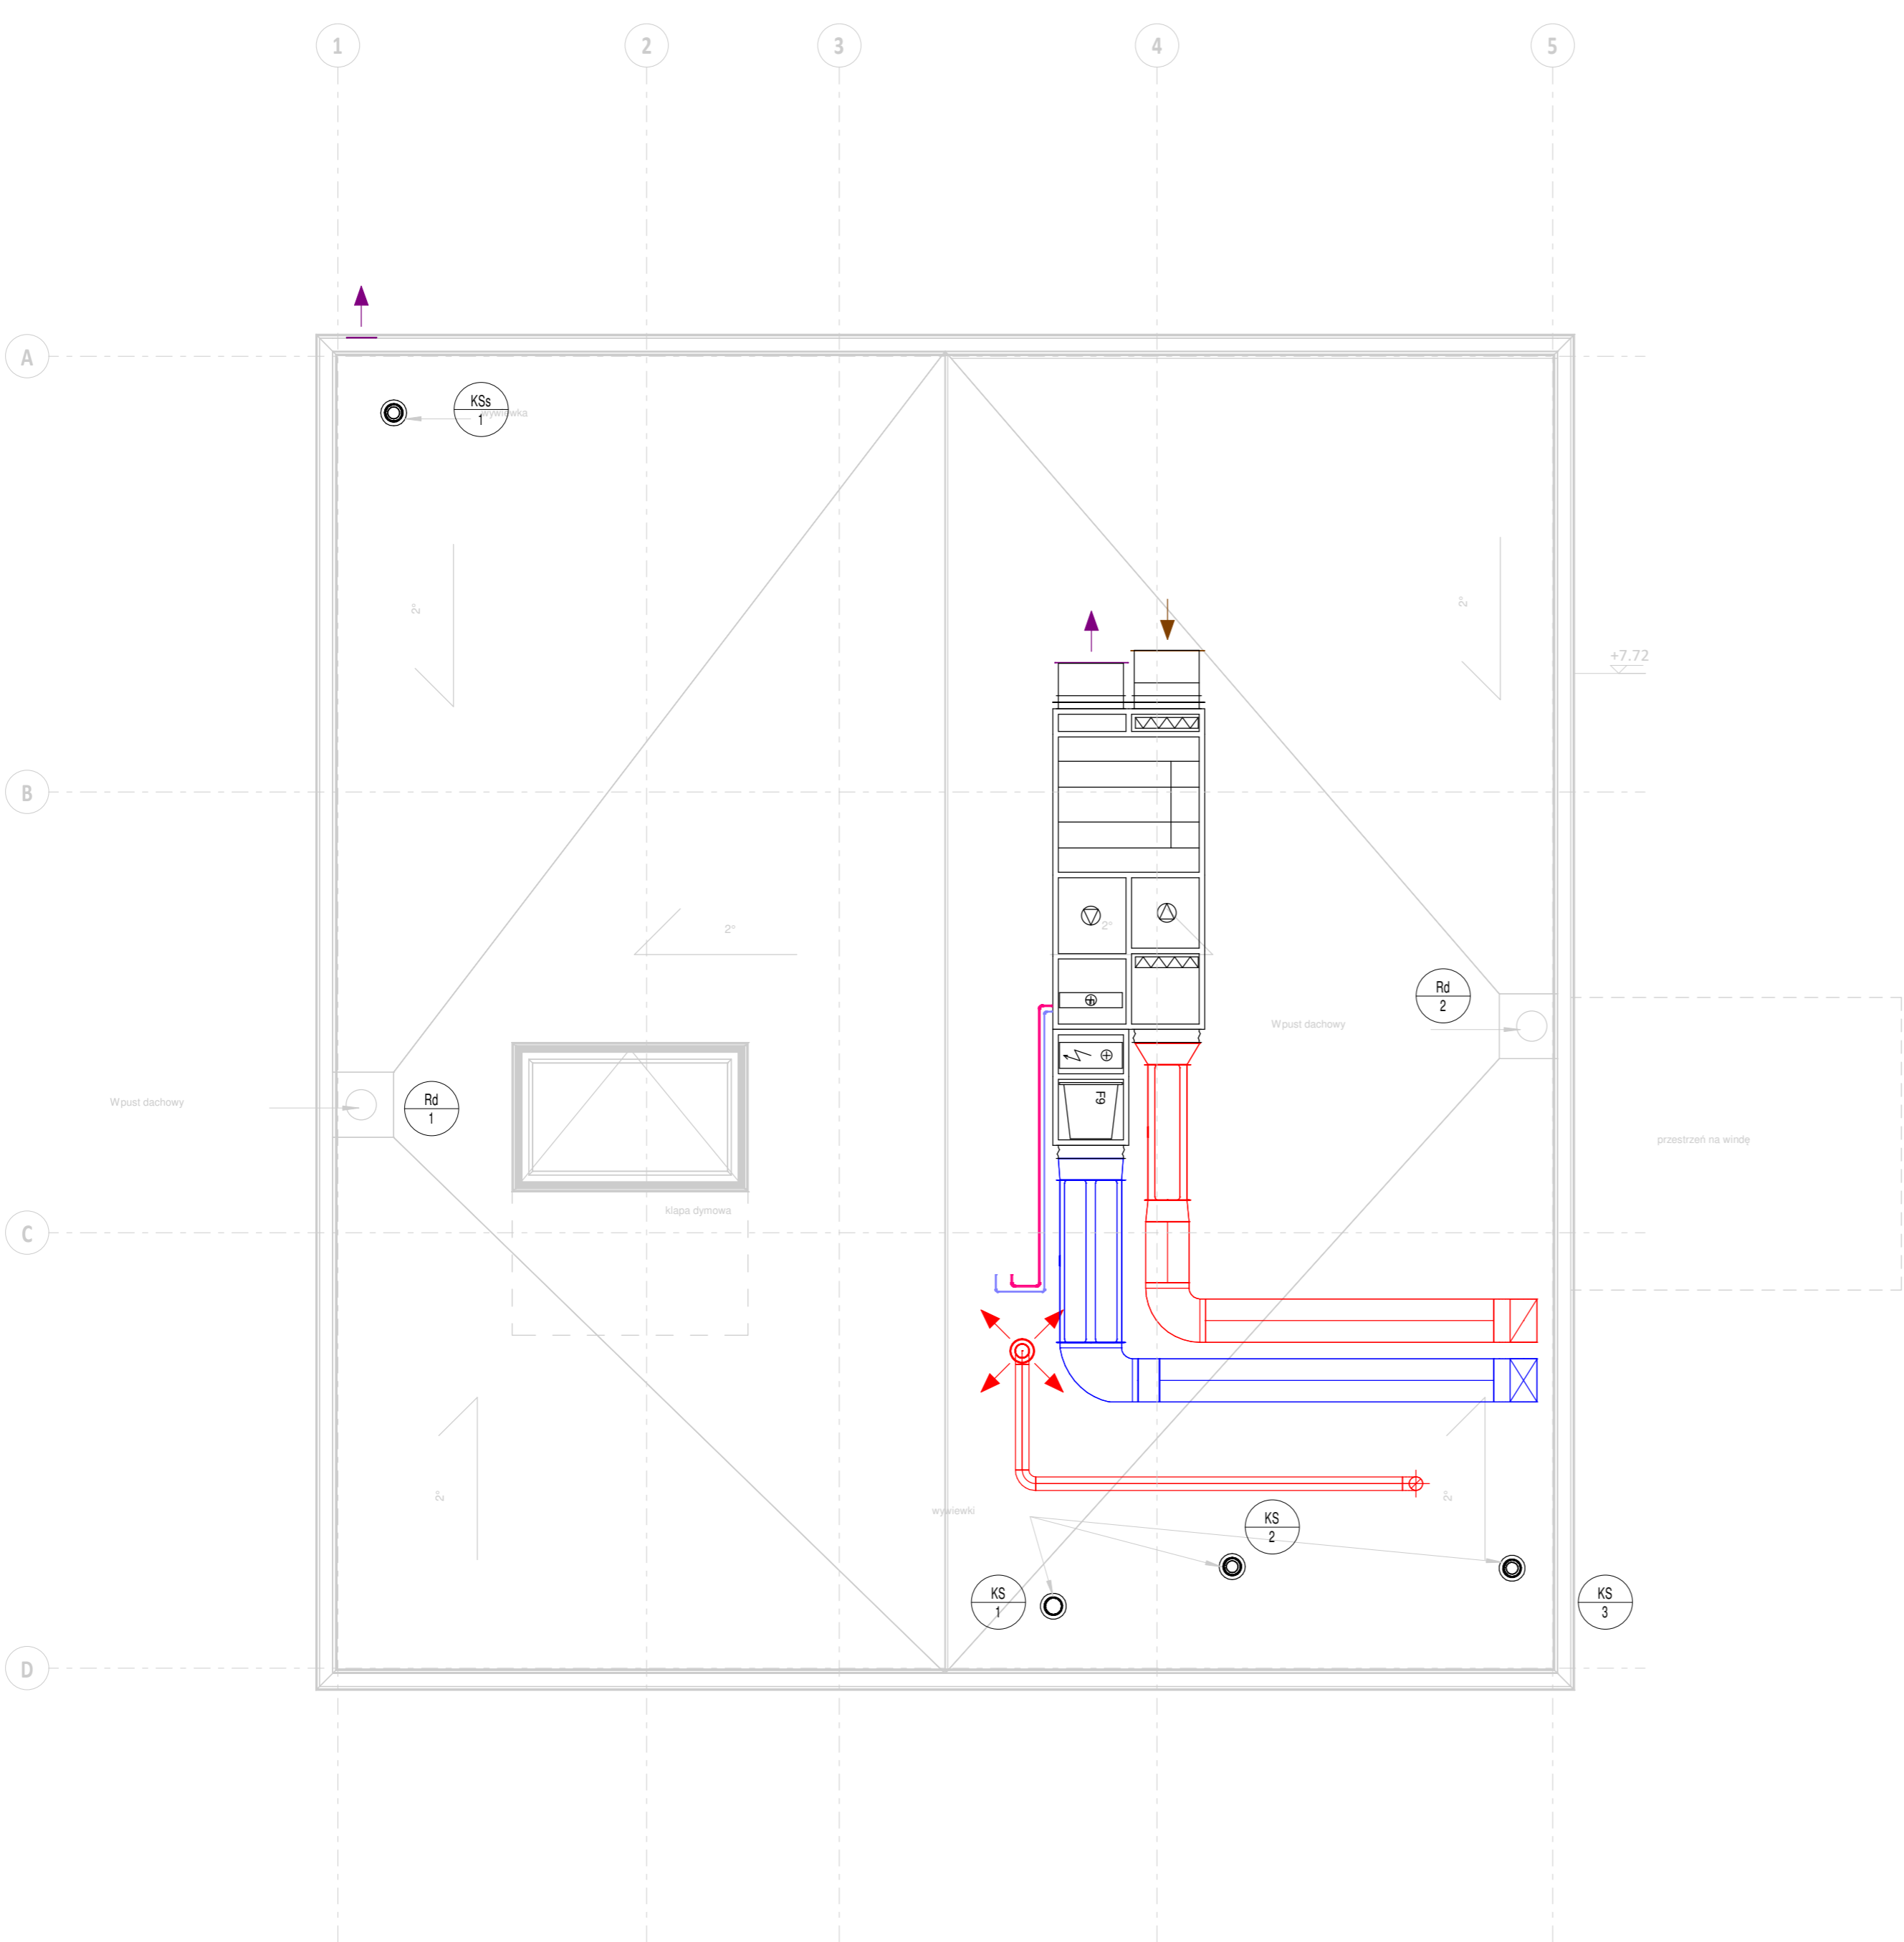 1
2
3
4
5
A
KSs
1
wywiewka
2°
2°
+7.72
B
2°
2°
Rd
2
Wpust dachowy
Wpust dachowy
Rd
1
F9
przestrzeń na windę
klapa dymowa
C
2°
2°
wywiewki
KS
2
KS
1
KS
3
D